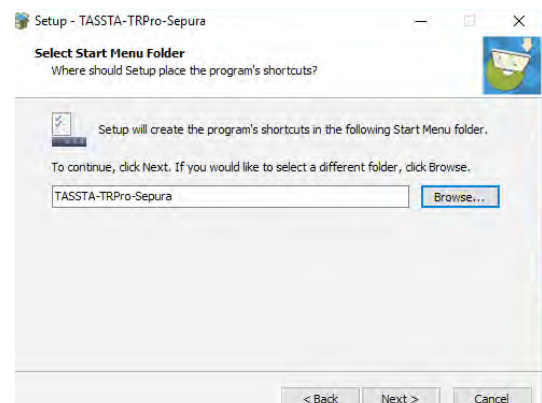 Setup - TASSTA-TRPro-Sepura
Select Start Menu Folder
Where should Setup place the program's shortcuts?
Setup will create the program's shortcuts in the following Start Menu folder.
To continue, click Next. If you would like to select a different folder, click Browse.
TASSTA-TRPro-Sepura Browse...
< Back Next > Cancel